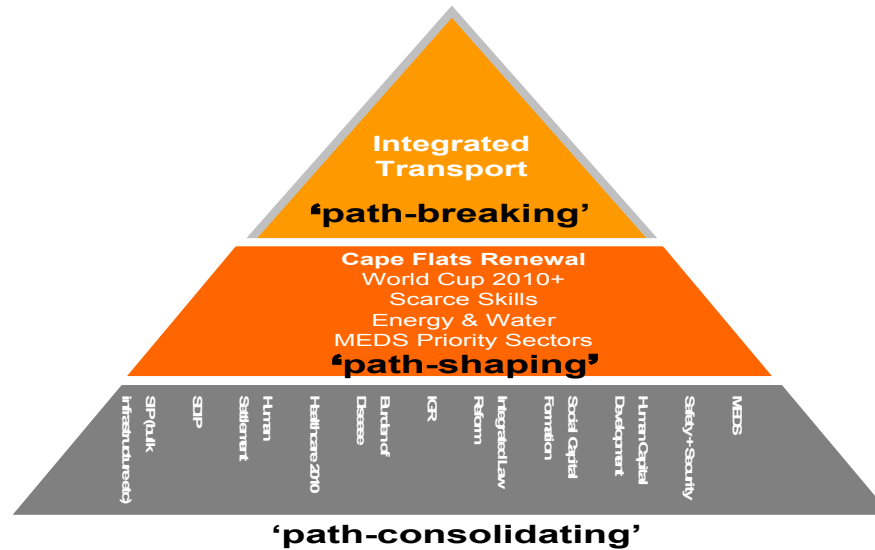 Integrated
Transport
‘path-breaking’
Cape Flats Renewal
World Cup 2010+
Scarce Skills
Energy & Water
MEDS Priority Sectors
‘path-shaping’
SIP (bulk
infrastructure etc)
SDIP
Human
Settlement
Healthcare 2010
Burden of
Disease
IGR
Integrated Law
Reform
Social Capital
Formation
Human Capital
Development
Safety + Security
MEDS
‘path-consolidating’